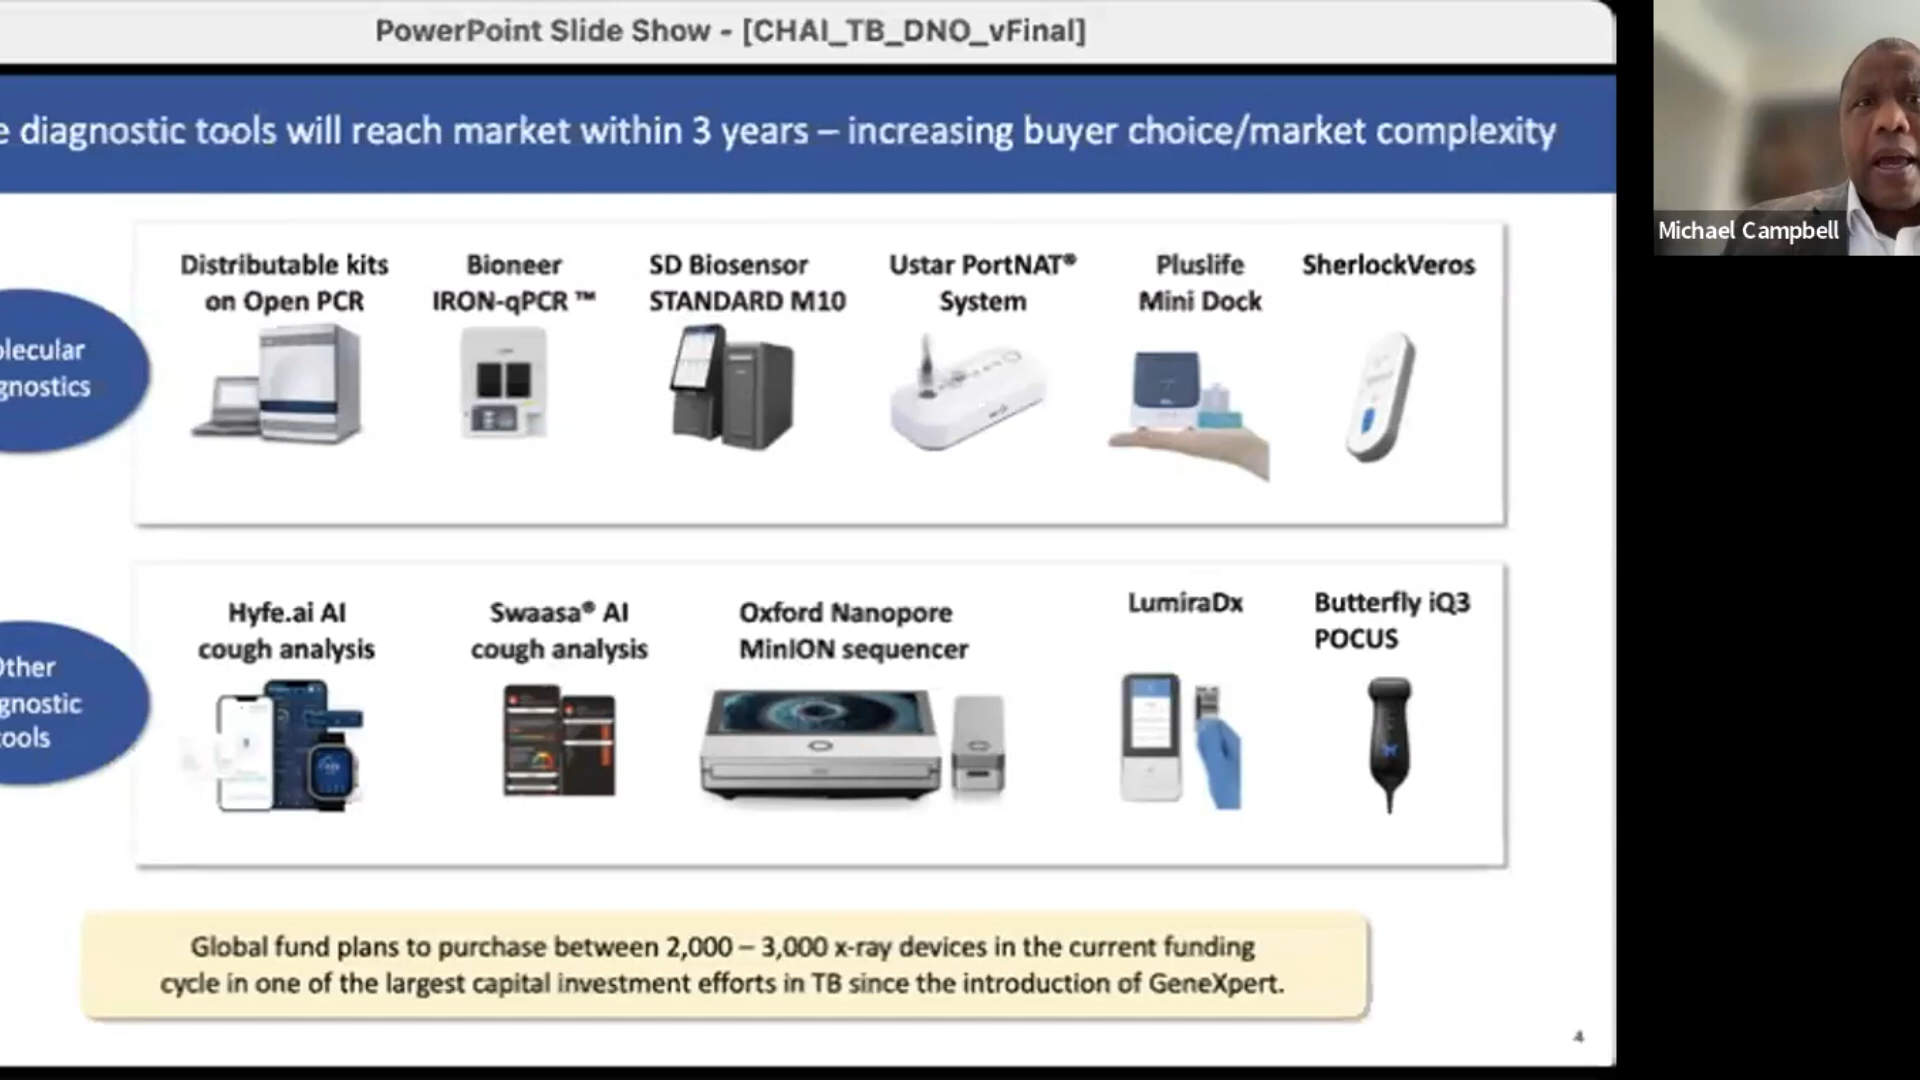 PowerPoint Slide Show - [CHAI_TB_DNO_vFinal]
e diagnostic tools will reach market within 3 years – increasing buyer choice/market complexity
Michael Campbell
olecular
gnostics
Distributable kits
on Open PCR
Bioneer
IRON-qPCR ™
SD Biosensor
STANDARD M10
Ustar PortNAT®
System
Pluslife
Mini Dock
SherlockVeros
Other
gnostic
tools
Hyfe.ai AI
cough analysis
Swaasa® AI
cough analysis
Oxford Nanopore
MinION sequencer
LumiraDx
Butterfly iQ3
POCUS
Global fund plans to purchase between 2,000 – 3,000 x-ray devices in the current funding
cycle in one of the largest capital investment efforts in TB since the introduction of GeneXpert.
4